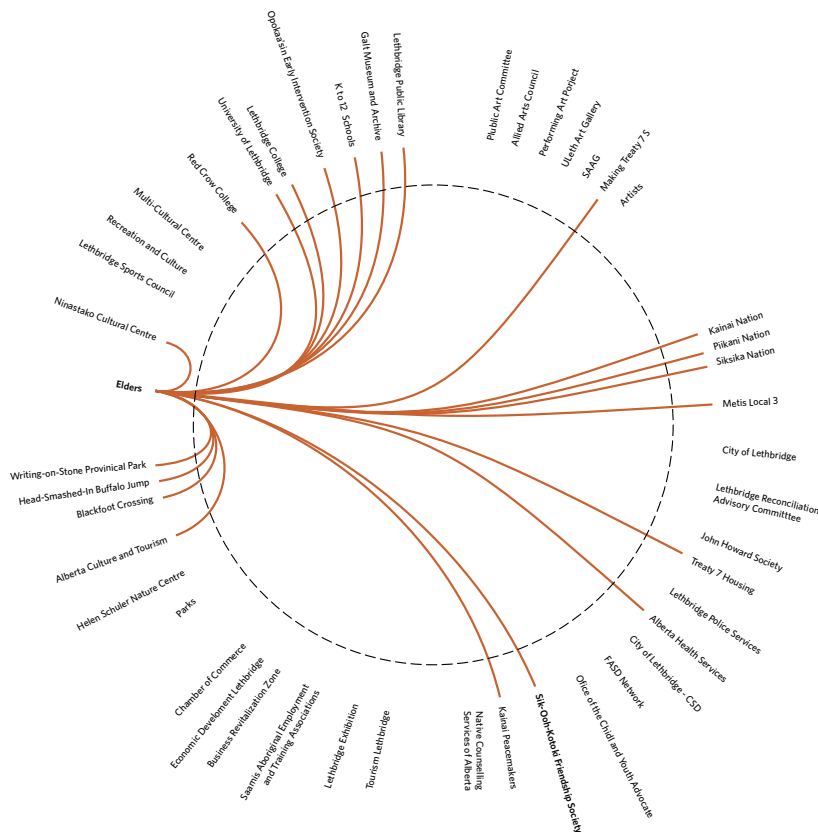 Lethbridge Public Library
Galt Museum and Archive
K to 12 Schools
Opokaa'sin Early Intervention Society
Lethbridge College
University of Lethbridge
Red Crow College
Multi-Cultural Centre
Recreation and Culture
Lethbridge Sports Council
Ninastako Cultural Centre
Elders
Writing-on-Stone Provinical Park
Head-Smashed-In Buffalo Jump
Blackfoot Crossing
Alberta Culture and Tourism
Helen Schuler Nature Centre
Parks
Chamber of Commerce
Economic Develoment Lethbridge
Business Revitalization Zone
Saamis Aboriginal Employment
and Training Associations
Lethbridge Exhibition
Tourism Lethbridge
Native Counselling
Services of Alberta
Kainai Peacemakers
Sik-Ooh-Kotoki Friendship Society
Ofice of the Chidl and Youth Advocate
FASD Network
City of Lethbridge - CSD
Alberta Health Services
Lethbridge Police Services
Treaty 7 Housing
John Howard Society
Lethbridge Reconciliation
Advisory Committee
City of Lethbridge
Metis Local 3
Siksika Nation
Piikani Nation
Kainai Nation
Artists
Making Treaty 7 S
SAAG
ULeth Art Gallery
Performing Art Porject
Allied Arts Council
Plublic Art Committee